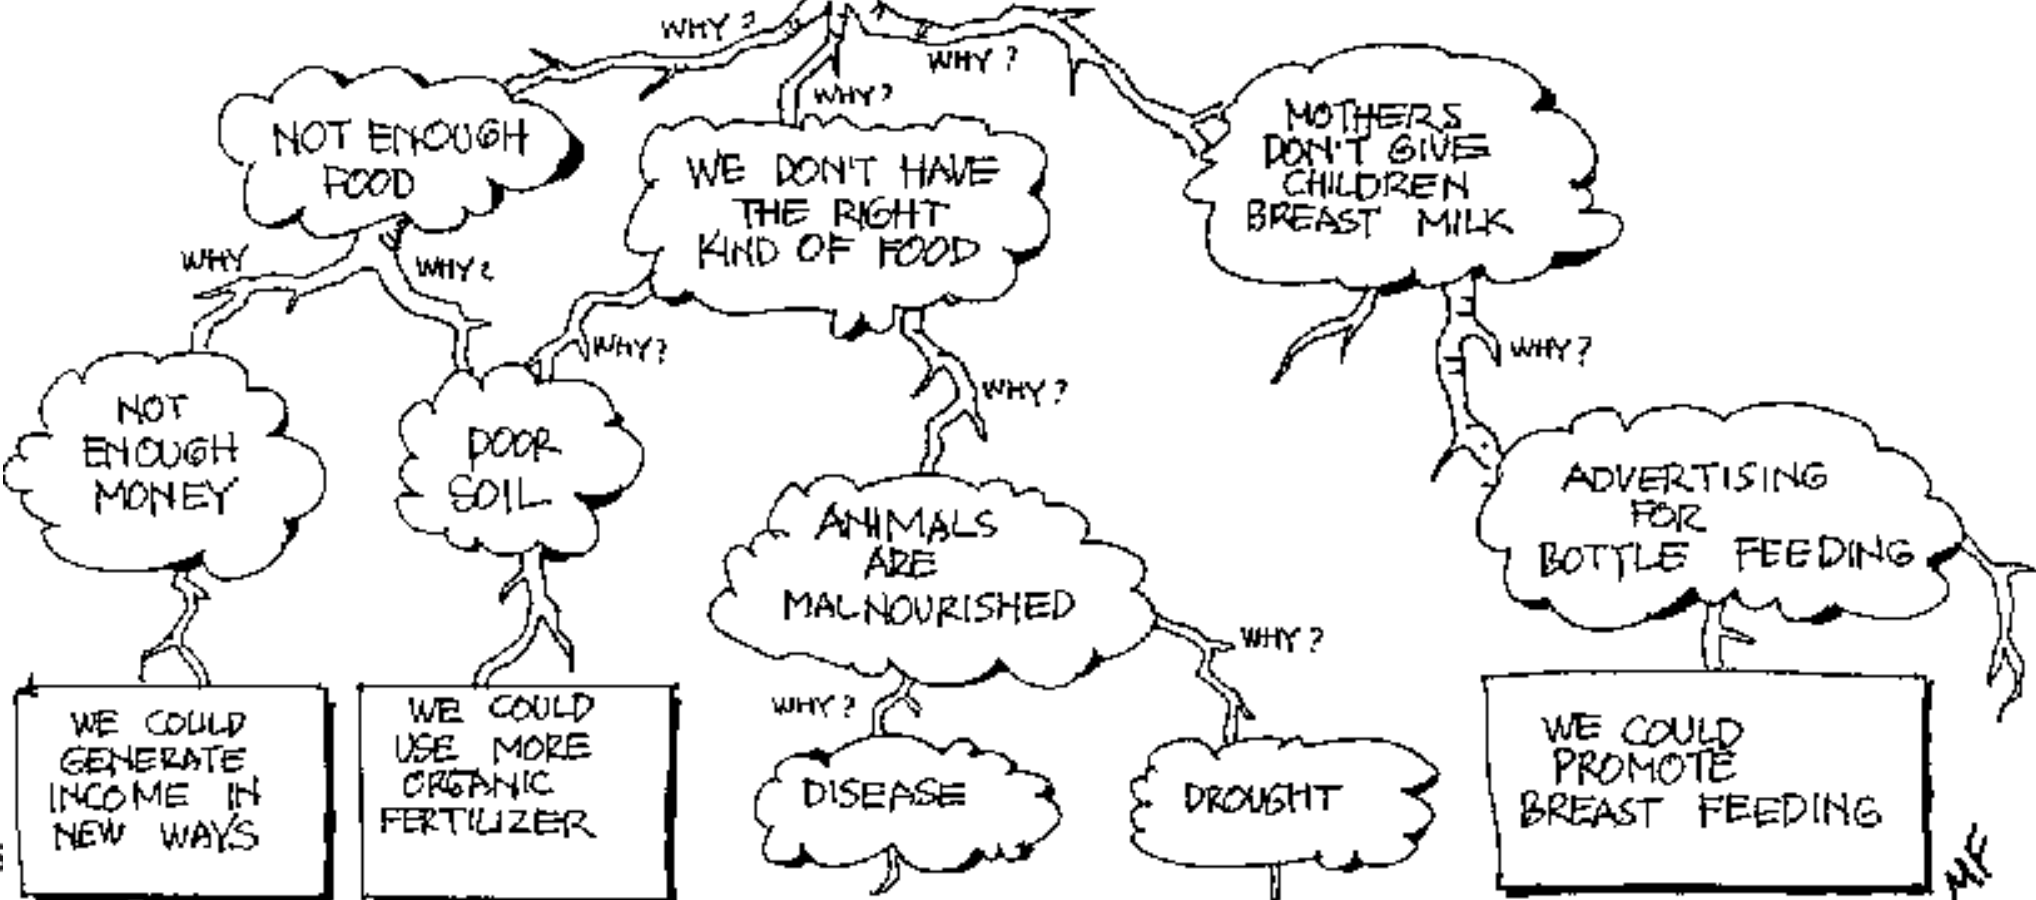 WHY?
WHY?
WHY?
NOT ENOUGH
FOOD
WE DON'T HAVE
THE RIGHT
KIND OF FOOD
MOTHERS
DON'T GIVE
CHILDREN
BREAST MILK
WHY
WHY?
WHY?
WHY?
WHY?
NOT
ENOUGH
MONEY
POOR
SOIL
ANIMALS
ARE
MALNOURISHED
ADVERTISING
FOR
BOTTLE FEEDING
WHY?
WHY?
WE COULD
GENERATE
INCOME IN
NEW WAYS
WE COULD
USE MORE
ORGANIC
FERTILIZER
DISEASE
DROUGHT
WE COULD
PROMOTE
BREAST FEEDING
MF